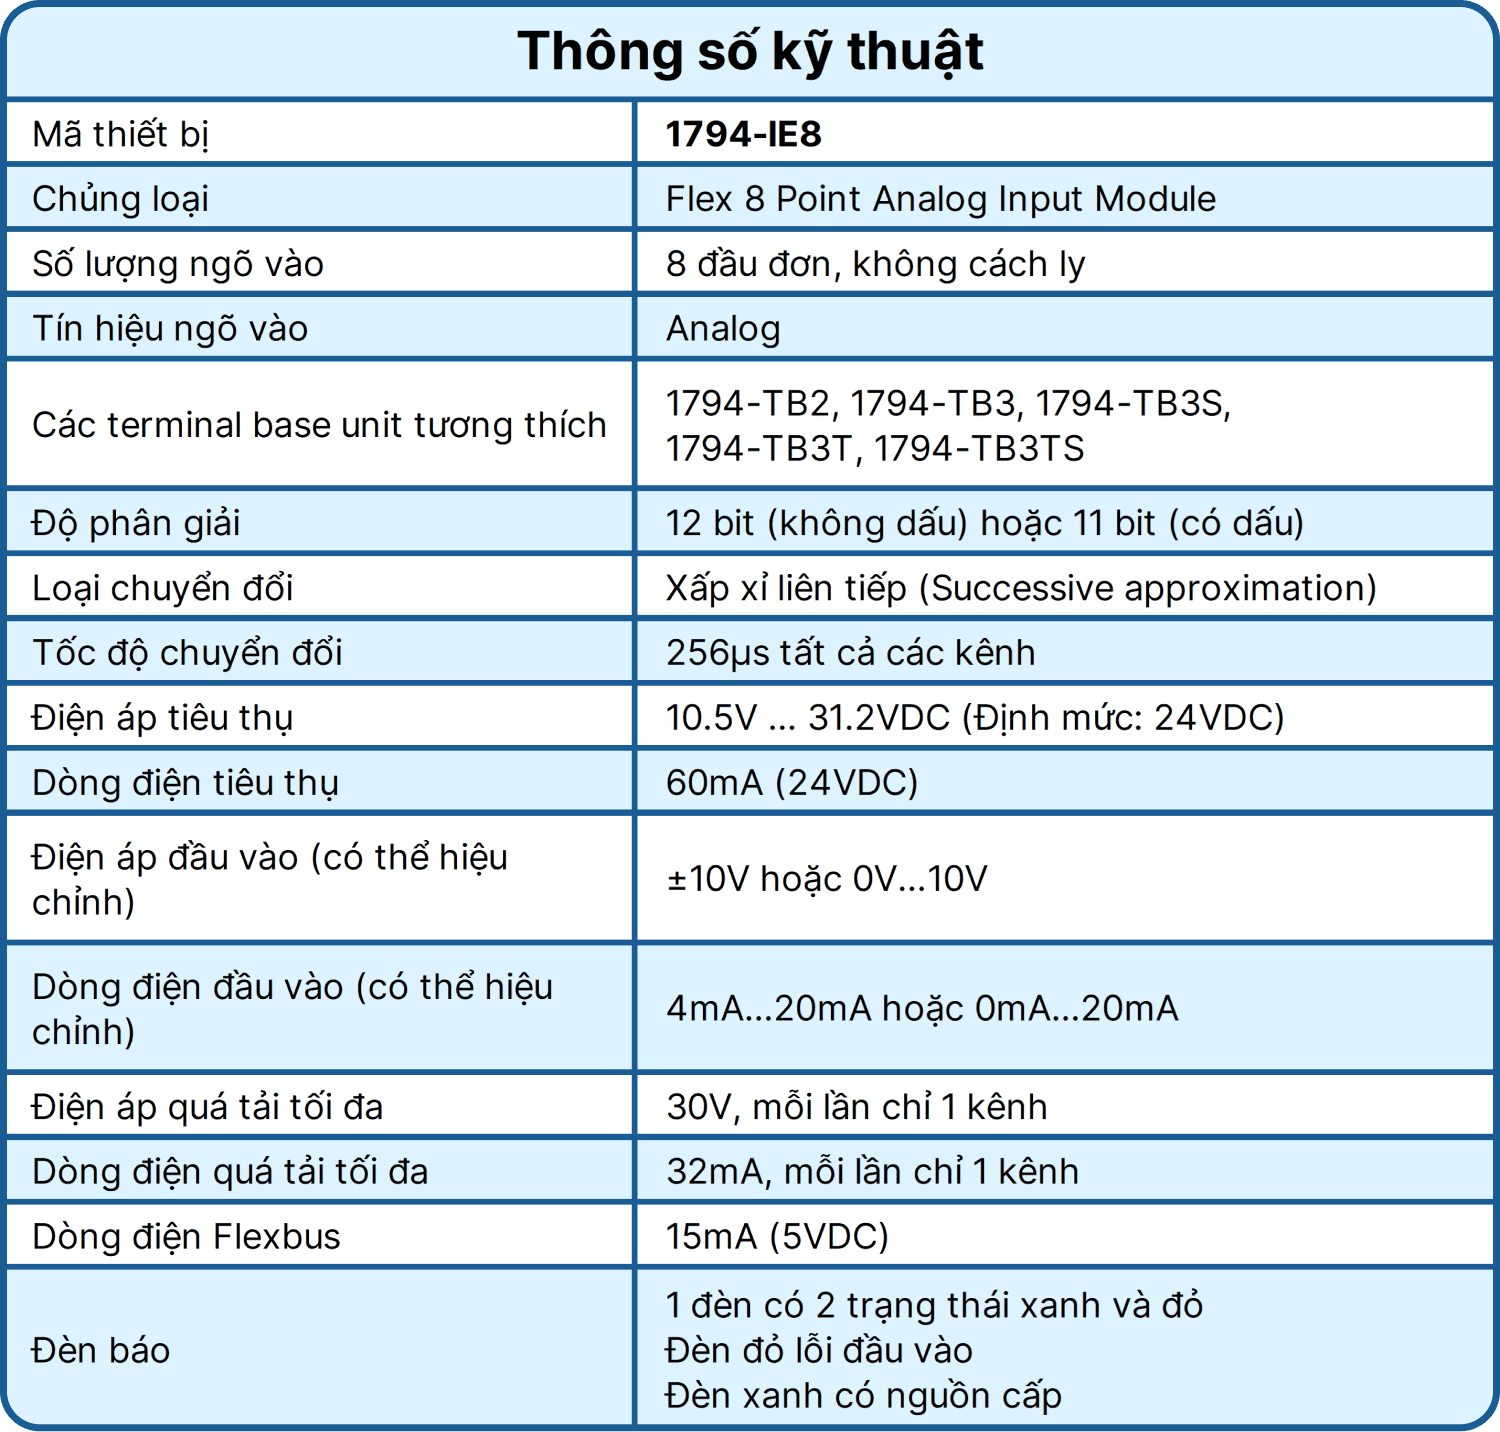 Thông số kỹ thuật
Mã thiết bị
1794-IE8
Chủng loại
Flex 8 Point Analog Input Module
Số lượng ngõ vào
8 đầu đơn, không cách ly
Tín hiệu ngõ vào
Analog
Các terminal base unit tương thích
1794-TB2, 1794-TB3, 1794-TB3S,
1794-TB3T, 1794-TB3TS
Độ phân giải
12 bit (không dấu) hoặc 11 bit (có dấu)
Loại chuyển đổi
Xấp xỉ liên tiếp (Successive approximation)
Tốc độ chuyển đổi
256µs tất cả các kênh
Điện áp tiêu thụ
10.5V ... 31.2VDC (Định mức: 24VDC)
Dòng điện tiêu thụ
60mA (24VDC)
Điện áp đầu vào (có thể hiệu
chỉnh)
±10V hoặc 0V...10V
Dòng điện đầu vào (có thể hiệu
chỉnh)
4mA...20mA hoặc 0mA...20mA
Điện áp quá tải tối đa
30V, mỗi lần chỉ 1 kênh
Dòng điện quá tải tối đa
32mA, mỗi lần chỉ 1 kênh
Dòng điện Flexbus
15mA (5VDC)
Đèn báo
1 đèn có 2 trạng thái xanh và đỏ
Đèn đỏ lỗi đầu vào
Đèn xanh có nguồn cấp